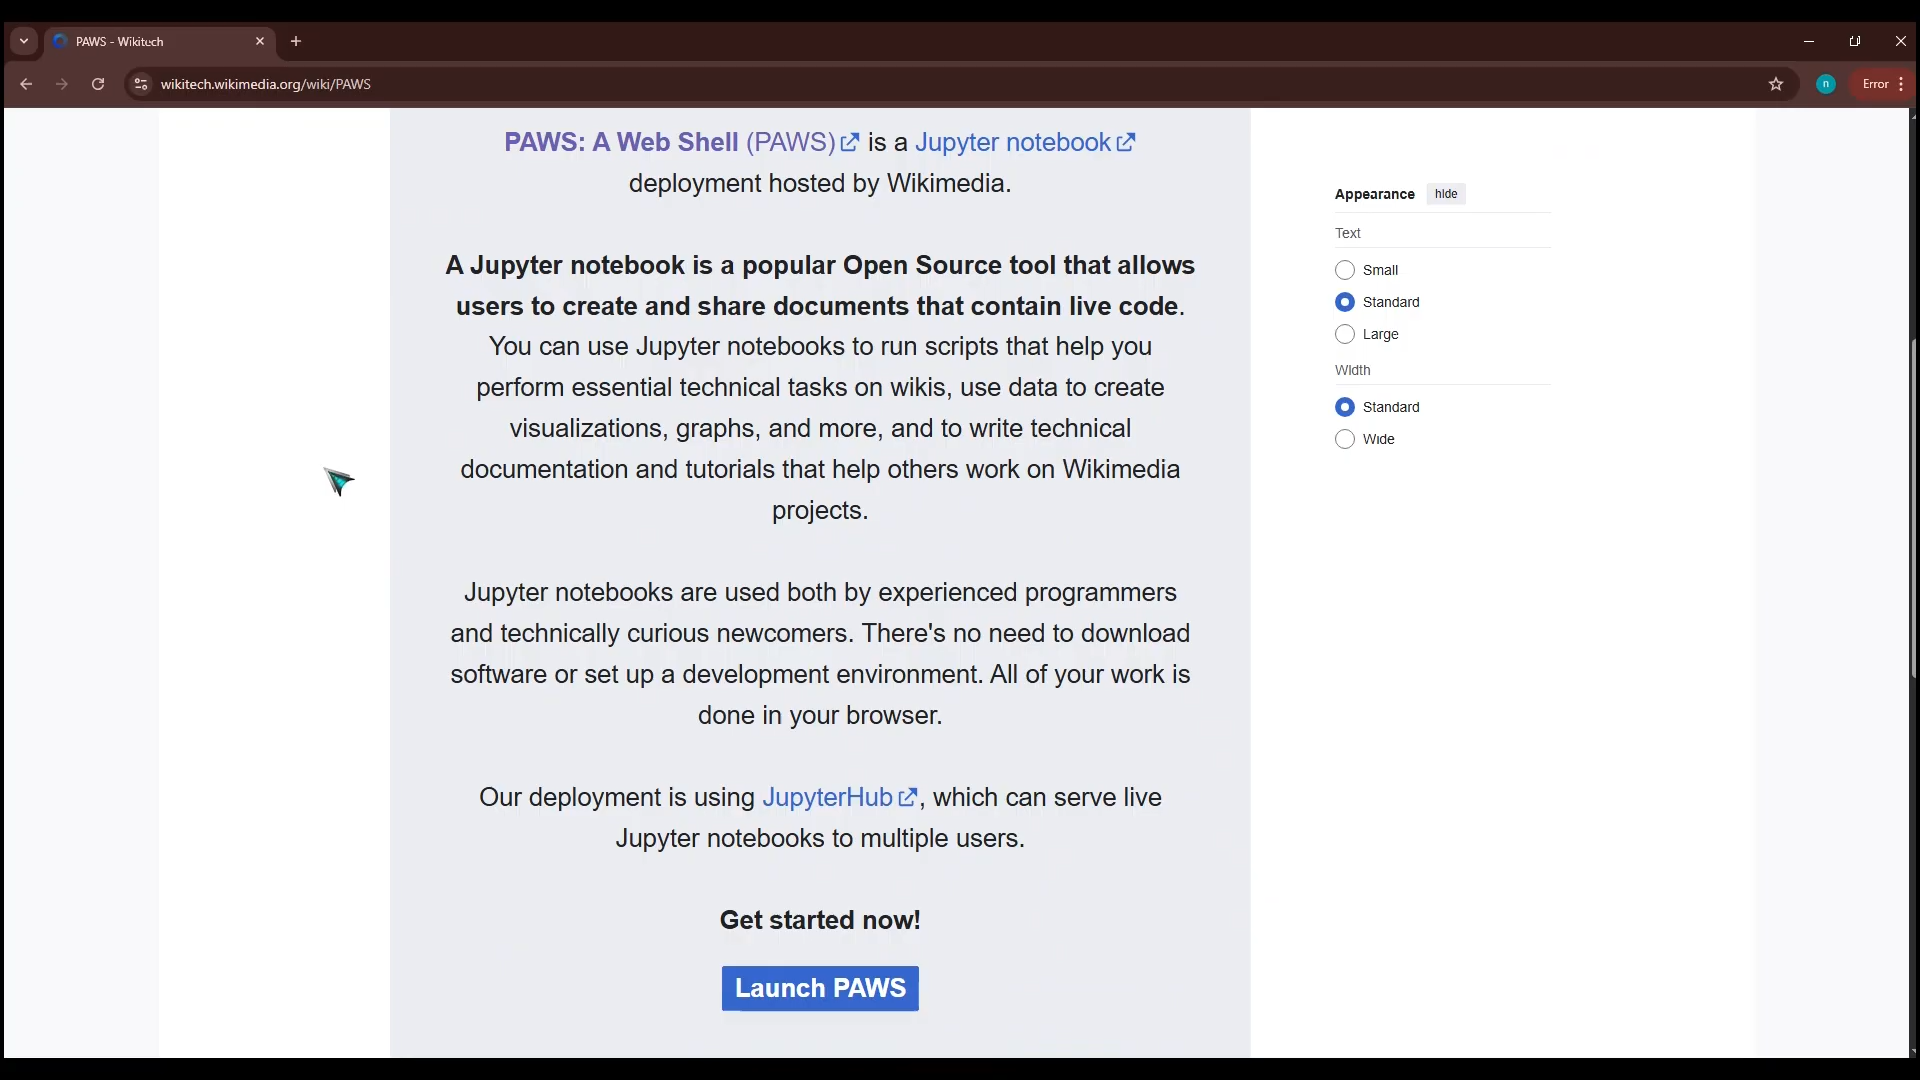 PAWS - Wikitech
wikitech.wikimedia.org/wiki/PAWS
n
Error
PAWS: A Web Shell (PAWS) is a Jupyter notebook
deployment hosted by Wikimedia.
A Jupyter notebook is a popular Open Source tool that allows
users to create and share documents that contain live code.
You can use Jupyter notebooks to run scripts that help you
perform essential technical tasks on wikis, use data to create
visualizations, graphs, and more, and to write technical
documentation and tutorials that help others work on Wikimedia
projects.
Jupyter notebooks are used both by experienced programmers
and technically curious newcomers. There's no need to download
software or set up a development environment. All of your work is
done in your browser.
Our deployment is using JupyterHub, which can serve live
Jupyter notebooks to multiple users.
Get started now!
Launch PAWS
Appearance hide
Text
Small
Standard
Large
Width
Standard
Wide